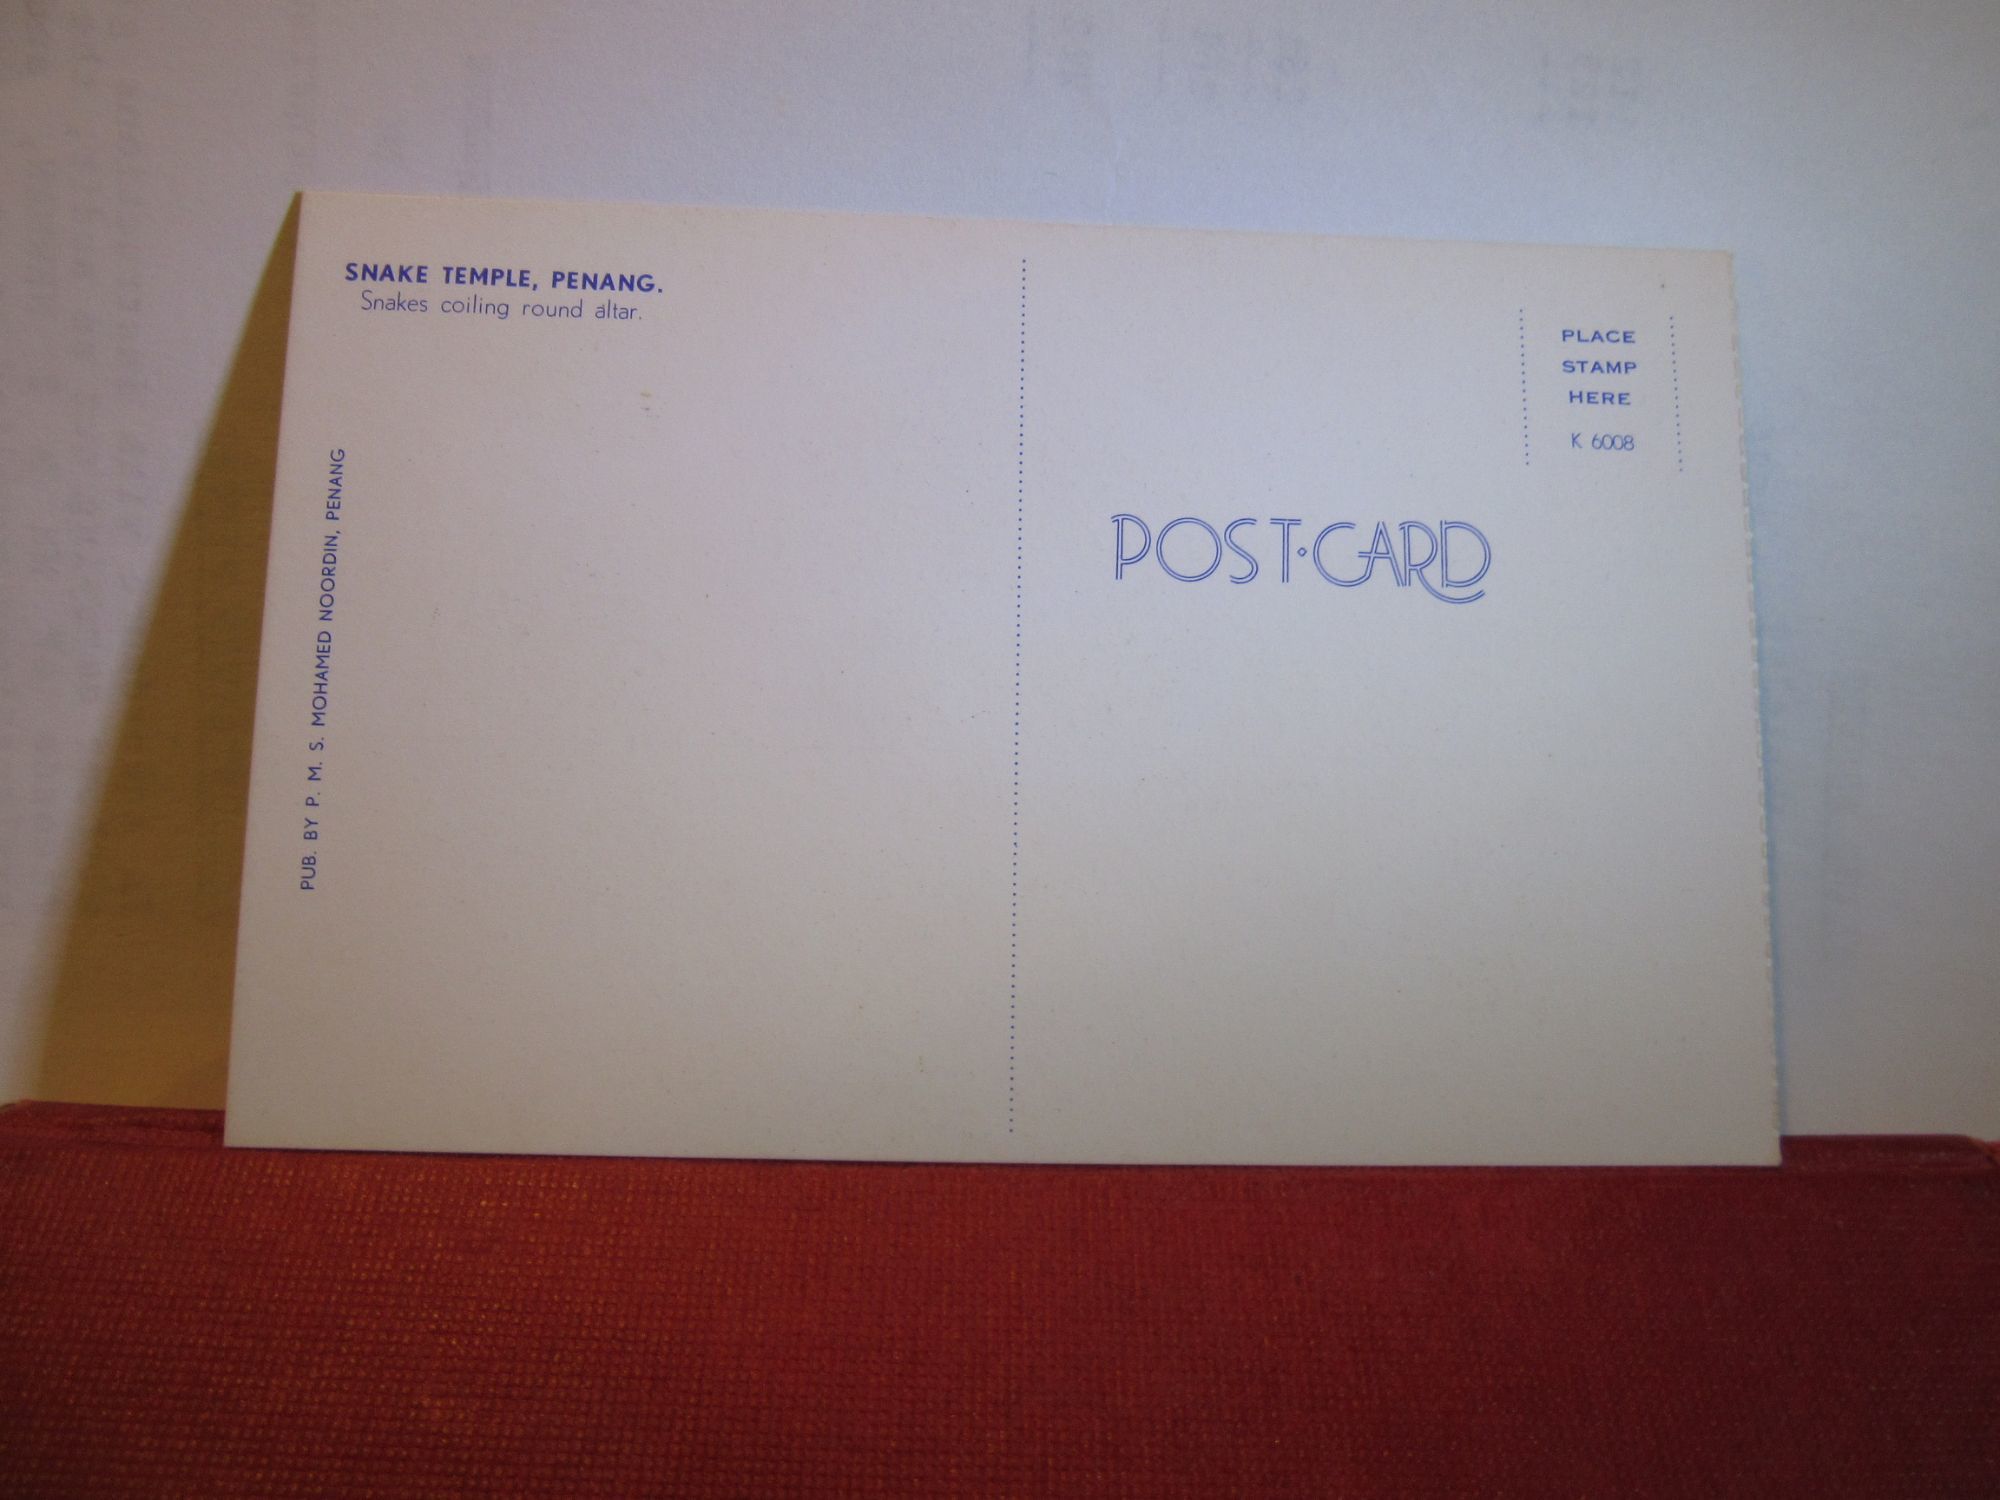 SNAKE TEMPLE, PENANG.
Snakes coiling round altar.
PUB. BY P. M. S. MOHAMED NOORDIN, PENANG
PLACE
STAMP
HERE
K 6008
POST·CARD